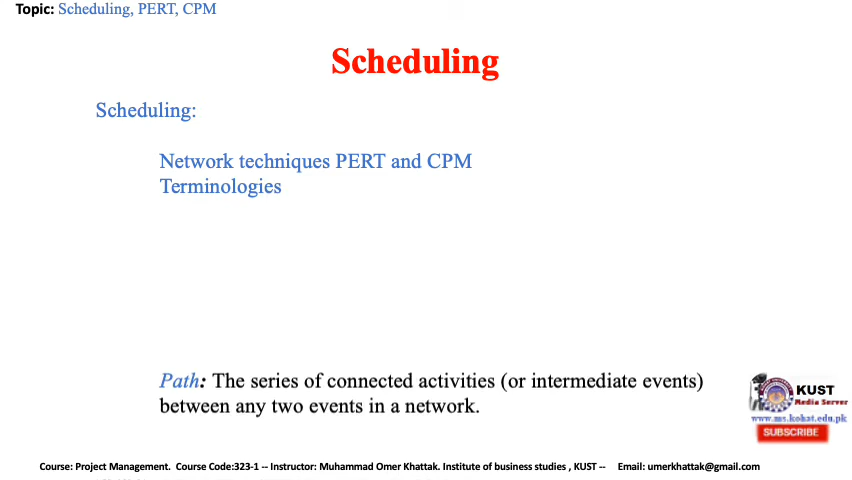 Topic: Scheduling, PERT, CPM
Scheduling
Scheduling:
Network techniques PERT and CPM
Terminologies
Path: The series of connected activities (or intermediate events)
between any two events in a network.
KUST
Media Server
www.ms.kohat.edu.pk
SUBSCRIBE
Course: Project Management. Course Code:323-1 -- Instructor: Muhammad Omer Khattak. Institute of business studies , KUST -- Email: umerkhattak@gmail.com